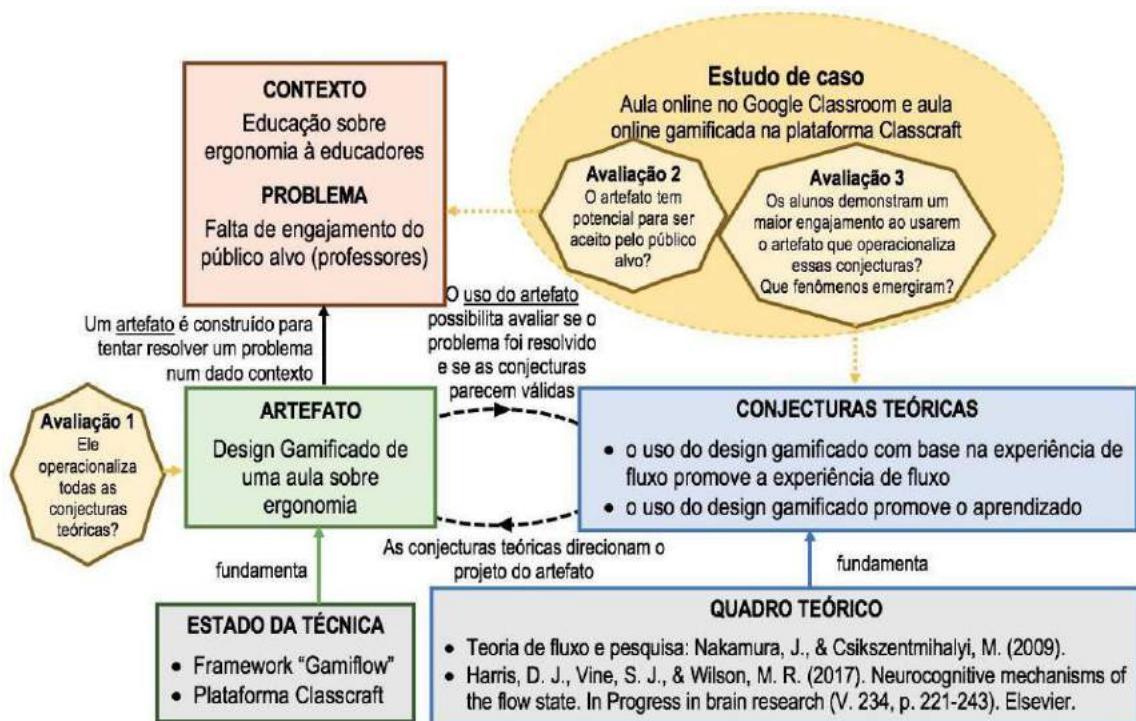 CONTEXTO
Educação sobre
ergonomia à educadores
PROBLEMA
Falta de engajamento do
público alvo (professores)
Estudo de caso
Aula online no Google Classroom e aula
online gamificada na plataforma Classcraft
Avaliação 2
O artefato tem
potencial para ser
aceito pelo público
alvo?
Avaliação 3
Os alunos demonstram um
maior engajamento ao usarem
o artefato que operacionaliza
essas conjecturas?
Que fenômenos emergiram?
Um artefato é construído para
tentar resolver um problema
num dado contexto
O uso do artefato
possibilita avaliar se o
problema foi resolvido
e se as conjecturas
parecem válidas
Avaliação 1
Ele
operacionaliza
todas as
conjecturas
teóricas?
ARTEFATO
Design Gamificado de
uma aula sobre
ergonomia
CONJECTURAS TEÓRICAS
• o uso do design gamificado com base na experiência de
fluxo promove a experiência de fluxo
• o uso do design gamificado promove o aprendizado
As conjecturas teóricas direcionam o
projeto do artefato
fundamenta
fundamenta
ESTADO DA TÉCNICA
• Framework “Gamiflow”
• Plataforma Classcraft
QUADRO TEÓRICO
• Teoria de fluxo e pesquisa: Nakamura, J., & Csikszentmihalyi, M. (2009).
• Harris, D. J., Vine, S. J., & Wilson, M. R. (2017). Neurocognitive mechanisms of
the flow state. In Progress in brain research (V. 234, p. 221-243). Elsevier.